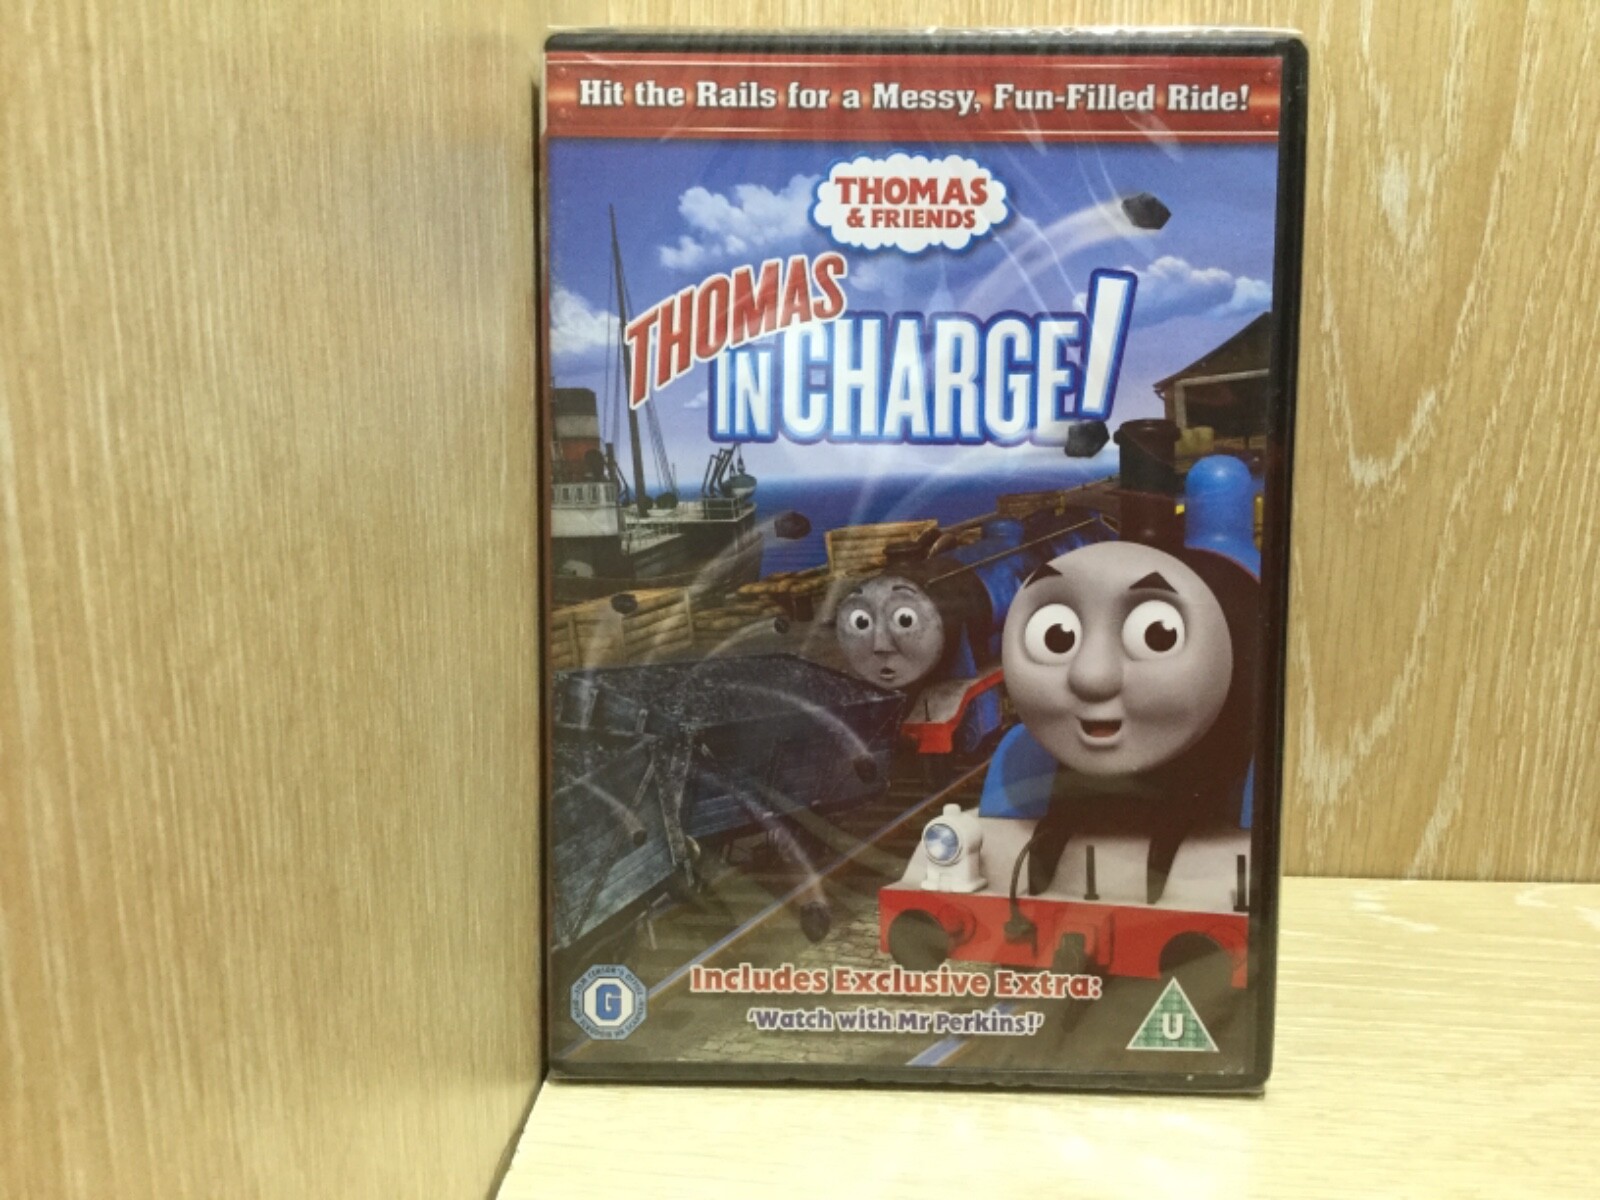 Hit the Rails for a Messy, Fun-Filled Ride!
THOMAS
& FRIENDS
THOMAS
IN CHARGE!
Includes Exclusive Extra:
'Watch with Mr Perkins!'
G
U